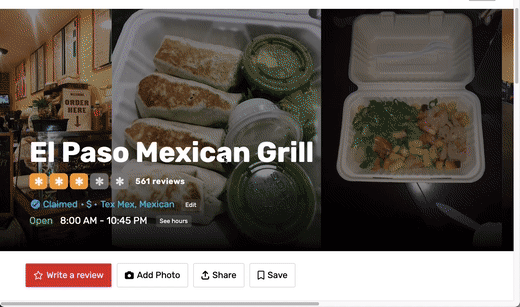 ORDER
HERE
El Paso Mexican Grill
561 reviews
Claimed · $ · Tex Mex, Mexican Edit
Open 8:00 AM - 10:45 PM See hours
Write a review Add Photo Share Save